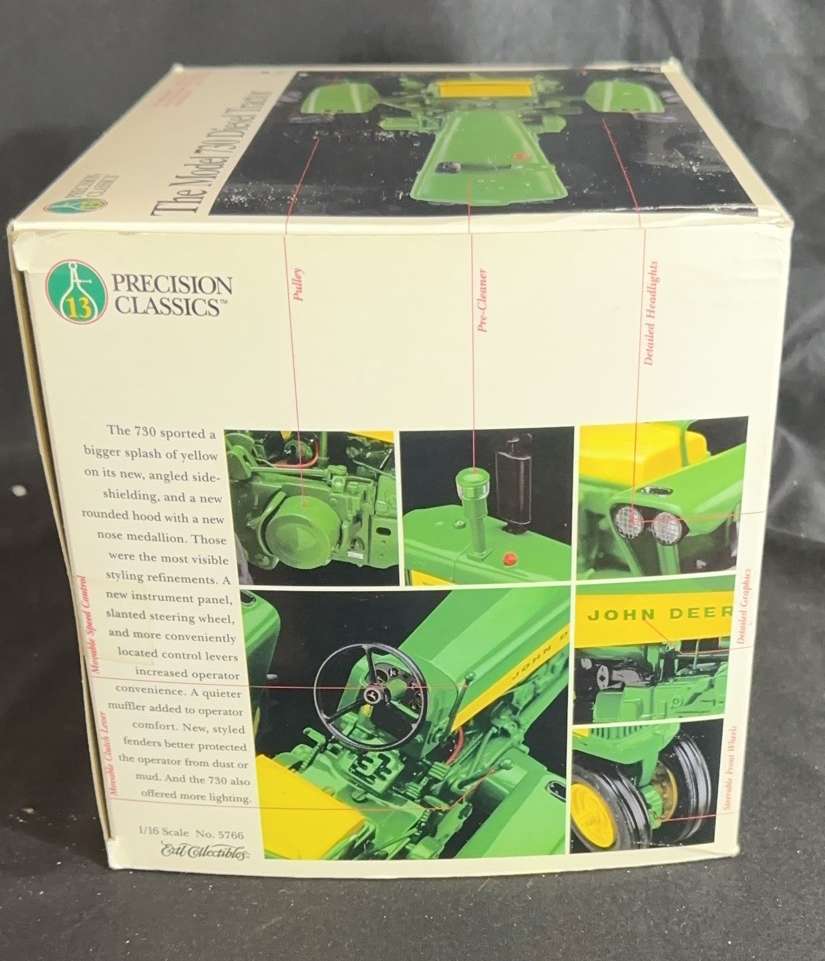 The Model 730 Diesel Tractor
PRECISION
CLASSICS
13
PRECISION
CLASSICS™
Pulley
Pre-Cleaner
Detailed Headlights
The 730 sported a
bigger splash of yellow
on its new, angled side-
shielding, and a new
rounded hood with a new
nose medallion. Those
were the most visible
styling refinements. A
new instrument panel,
slanted steering wheel,
and more conveniently
located control levers
increased operator
convenience. A quieter
muffler added to operator
comfort. New, styled
fenders better protected
the operator from dust or
mud. And the 730 also
offered more lighting.
1/16 Scale No. 5766
Ertl Collectibles
Movable Speed Control
Movable Clutch Lever
JOHN DEER
JOHN D
Detailed Graphics
Steerable Front Wheels